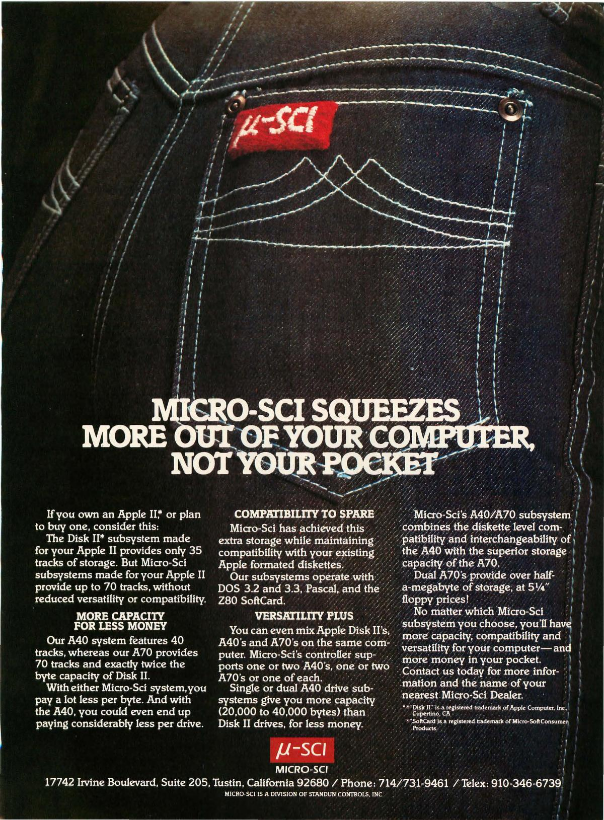 μ-SCI
MICRO-SCI SQUEEZES
MORE OUT OF YOUR COMPUTER,
NOT YOUR POCKET
If you own an Apple II,* or plan
to buy one, consider this:
The Disk II* subsystem made
for your Apple II provides only 35
tracks of storage. But Micro-Sci
subsystems made for your Apple II
provide up to 70 tracks, without
reduced versatility or compatibility.
MORE CAPACITY
FOR LESS MONEY
Our A40 system features 40
tracks, whereas our A70 provides
70 tracks and exactly twice the
byte capacity of Disk II.
With either Micro-Sci system, you
pay a lot less per byte. And with
the A40, you could even end up
paying considerably less per drive.
COMPATIBILITY TO SPARE
Micro-Sci has achieved this
extra storage while maintaining
compatibility with your existing
Apple formated diskettes.
Our subsystems operate with
DOS 3.2 and 3.3, Pascal, and the
Z80 SoftCard.
VERSATILITY PLUS
You can even mix Apple Disk II's,
A40's and A70's on the same com-
puter. Micro-Sci's controller sup-
ports one or two A40's, one or two
A70's or one of each.
Single or dual A40 drive sub-
systems give you more capacity
(20,000 to 40,000 bytes) than
Disk II drives, for less money.
Micro-Sci's A40/A70 subsystem
combines the diskette level com-
patibility and interchangeability of
the A40 with the superior storage
capacity of the A70.
Dual A70's provide over half-
a-megabyte of storage, at 5¼"
floppy prices!
No matter which Micro-Sci
subsystem you choose, you'll have
more capacity, compatibility and
versatility for your computer—and
more money in your pocket.
Contact us today for more infor-
mation and the name of your
nearest Micro-Sci Dealer.
"Disk II" is a registered trademark of Apple Computer, Inc.,
Cupertino, CA
SoftCard is a registered trademark of Micro-Soft Consumer
Products.
μ-SCI
MICRO-SCI
17742 Irvine Boulevard, Suite 205, Tustin, California 92680 / Phone: 714/731-9461 / Telex: 910-346-6739
MICRO-SCI IS A DIVISION OF STANDUN CONTROLS, INC.